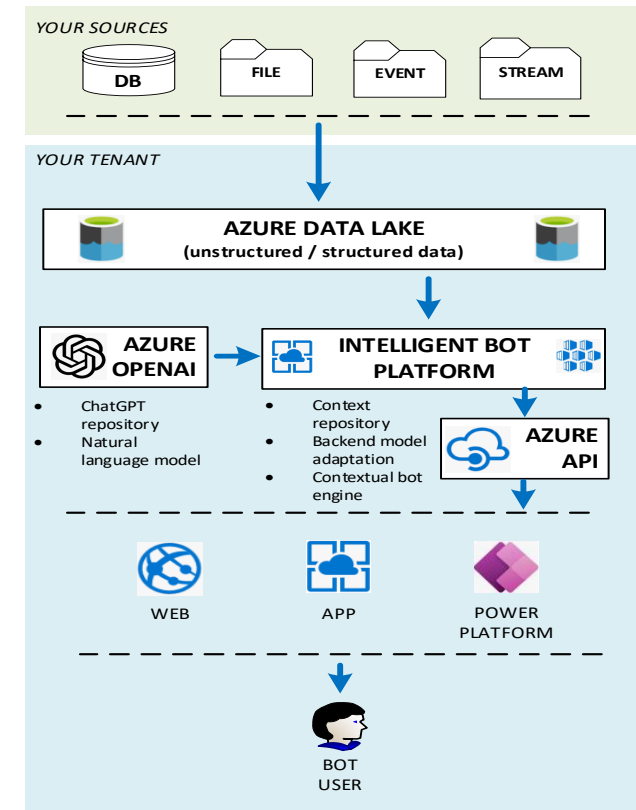 YOUR SOURCES
DB
FILE
EVENT
STREAM
YOUR TENANT
AZURE DATA LAKE
(unstructured / structured data)
AZURE
OPENAI
INTELLIGENT BOT
PLATFORM
• ChatGPT
repository
• Natural
language model
• Context
repository
• Backend model
adaptation
• Contextual bot
engine
AZURE
API
WEB
APP
POWER
PLATFORM
BOT
USER